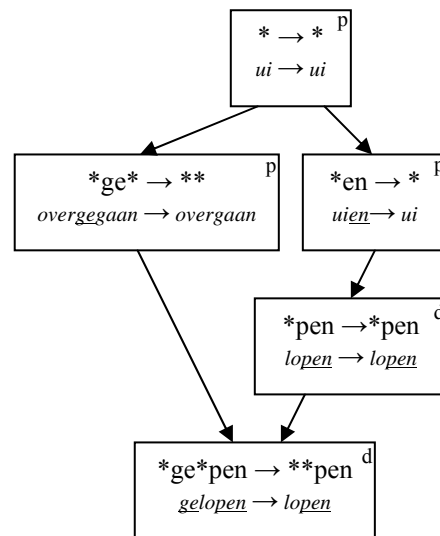 * → * p
ui → ui
*ge* → ** p
overgegaan → overgaan
*en → * p
uien → ui
*pen → *pen d
lopen → lopen
*ge*pen → **pen d
gelopen → lopen